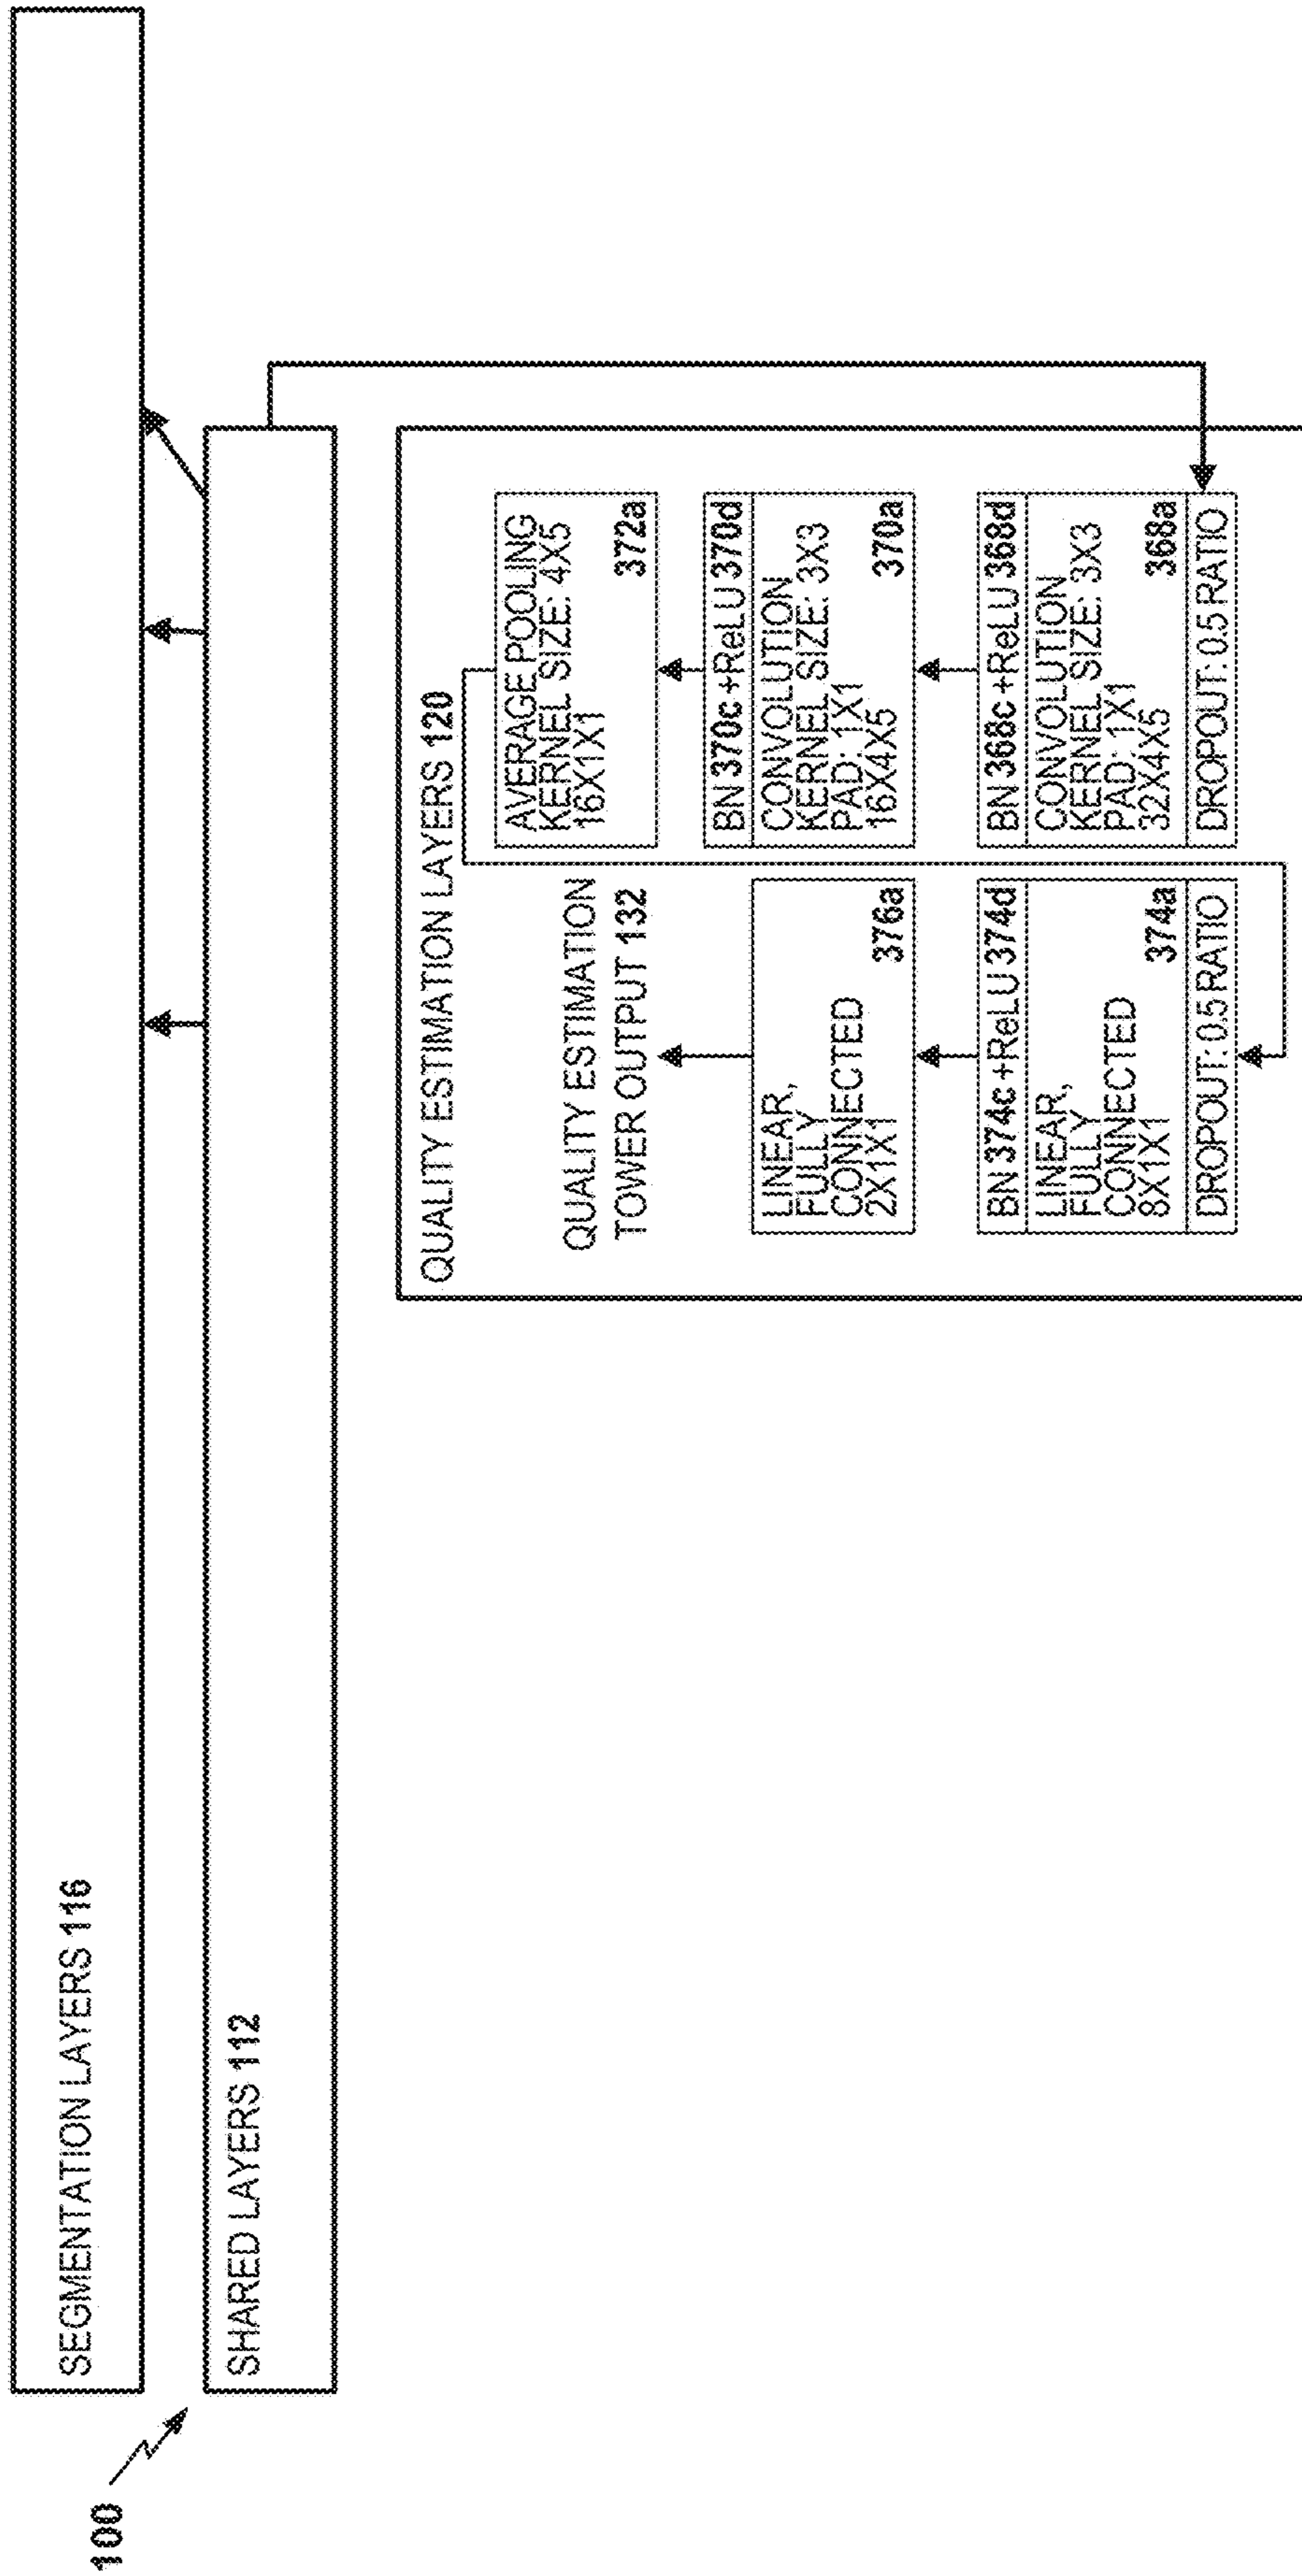 100
SEGMENTATION LAYERS 116
SHARED LAYERS 112
QUALITY ESTIMATION LAYERS 120
QUALITY ESTIMATION
TOWER OUTPUT 132
LINEAR,
FULLY
CONNECTED
2X1X1
376a
BN 374c +ReLU 374d
LINEAR,
FULLY
CONNECTED
8X1X1
374a
DROPOUT: 0.5 RATIO
AVERAGE POOLING
KERNEL SIZE: 4X5
16X1X1
372a
BN 370c +ReLU 370d
CONVOLUTION
KERNEL SIZE: 3X3
PAD: 1X1
16X4X5
370a
BN 368c +ReLU 368d
CONVOLUTION
KERNEL SIZE: 3X3
PAD: 1X1
32X4X5
368a
DROPOUT: 0.5 RATIO